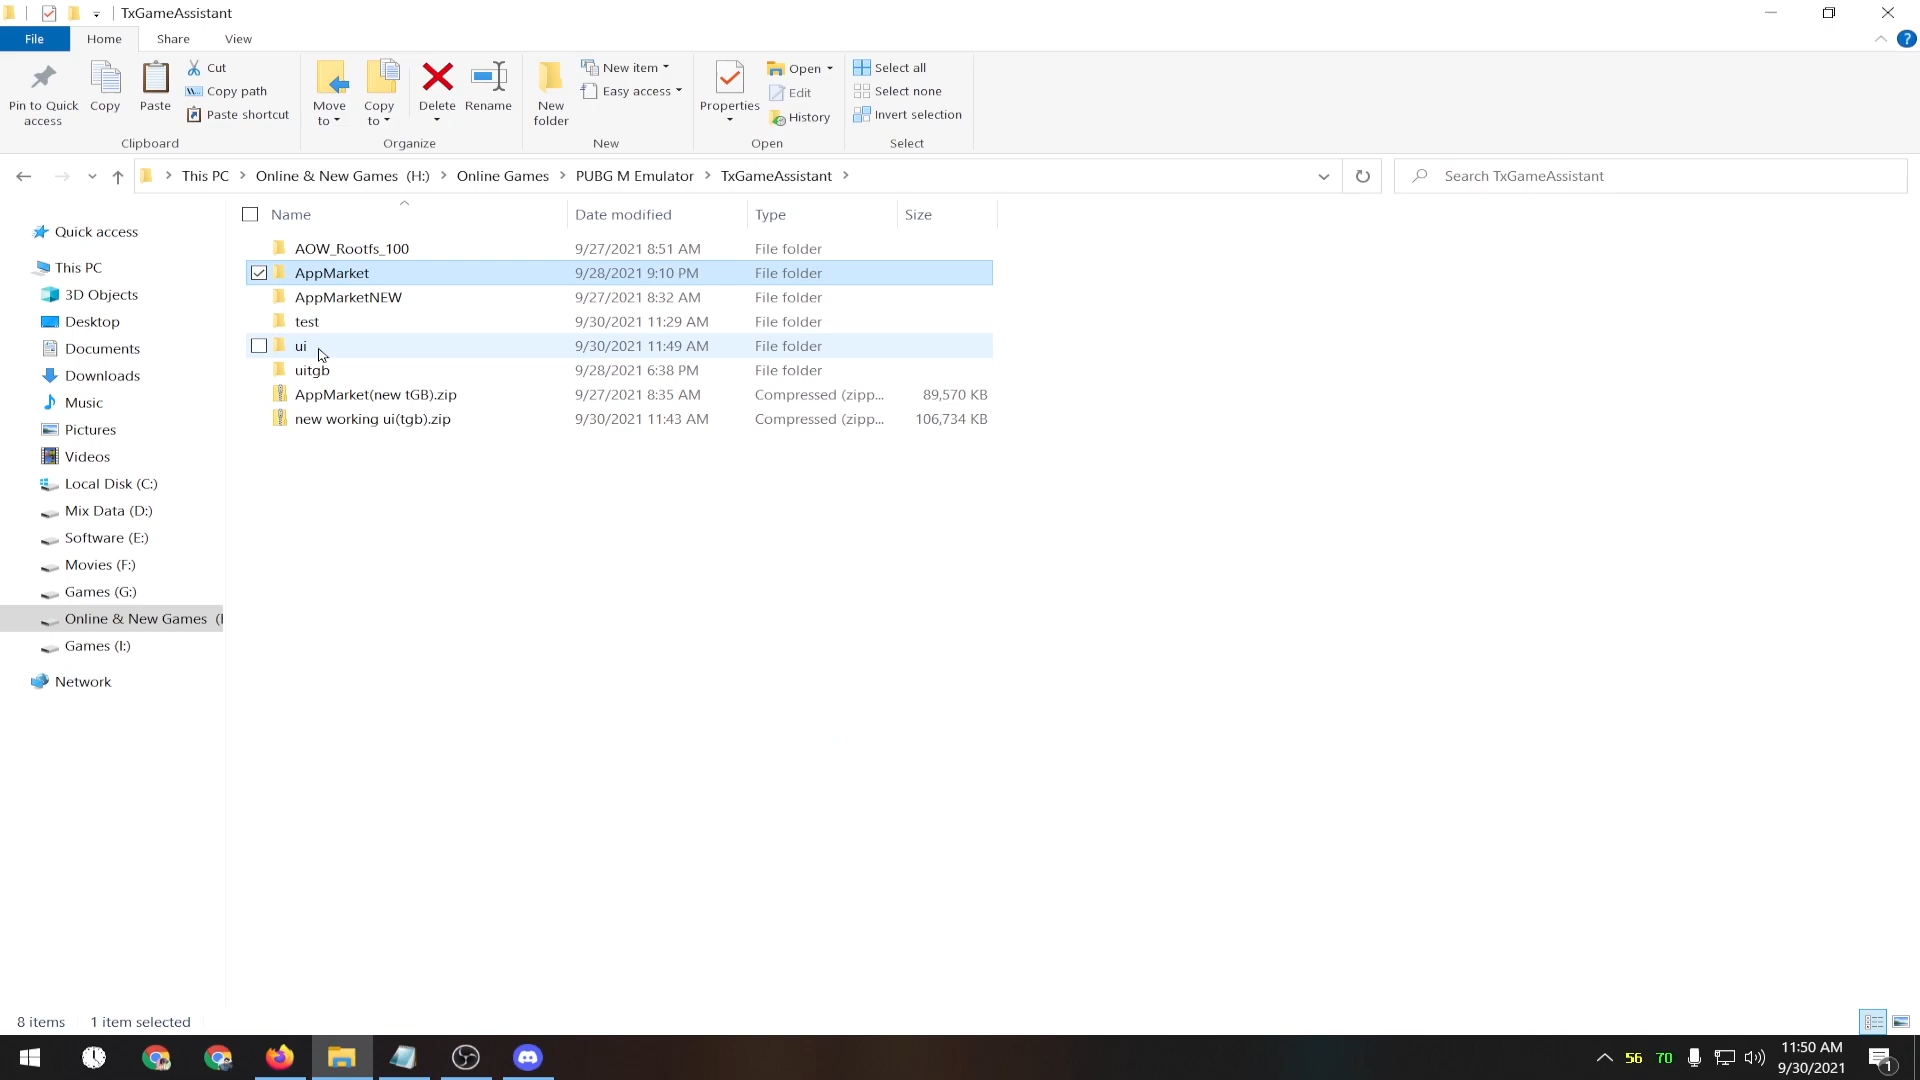 TxGameAssistant
File Home Share View
Pin to Quick access
Copy
Paste
Cut
Copy path
Paste shortcut
Clipboard
Move to
Copy to
Delete
Rename
Organize
New folder
New item
Easy access
New
Properties
Open
Edit
History
Open
Select all
Select none
Invert selection
Select
This PC Online & New Games (H:) Online Games PUBG M Emulator TxGameAssistant
Search TxGameAssistant
Quick access
This PC
3D Objects
Desktop
Documents
Downloads
Music
Pictures
Videos
Local Disk (C:)
Mix Data (D:)
Software (E:)
Movies (F:)
Games (G:)
Online & New Games (
Games (I:)
Network
Name Date modified Type Size
AOW_Rootfs_100 9/27/2021 8:51 AM File folder
AppMarket 9/28/2021 9:10 PM File folder
AppMarketNEW 9/27/2021 8:32 AM File folder
test 9/30/2021 11:29 AM File folder
ui 9/30/2021 11:49 AM File folder
uitgb 9/28/2021 6:38 PM File folder
AppMarket(new tGB).zip 9/27/2021 8:35 AM Compressed (zipp... 89,570 KB
new working ui(tgb).zip 9/30/2021 11:43 AM Compressed (zipp... 106,734 KB
8 items 1 item selected
56 70
11:50 AM
9/30/2021
1